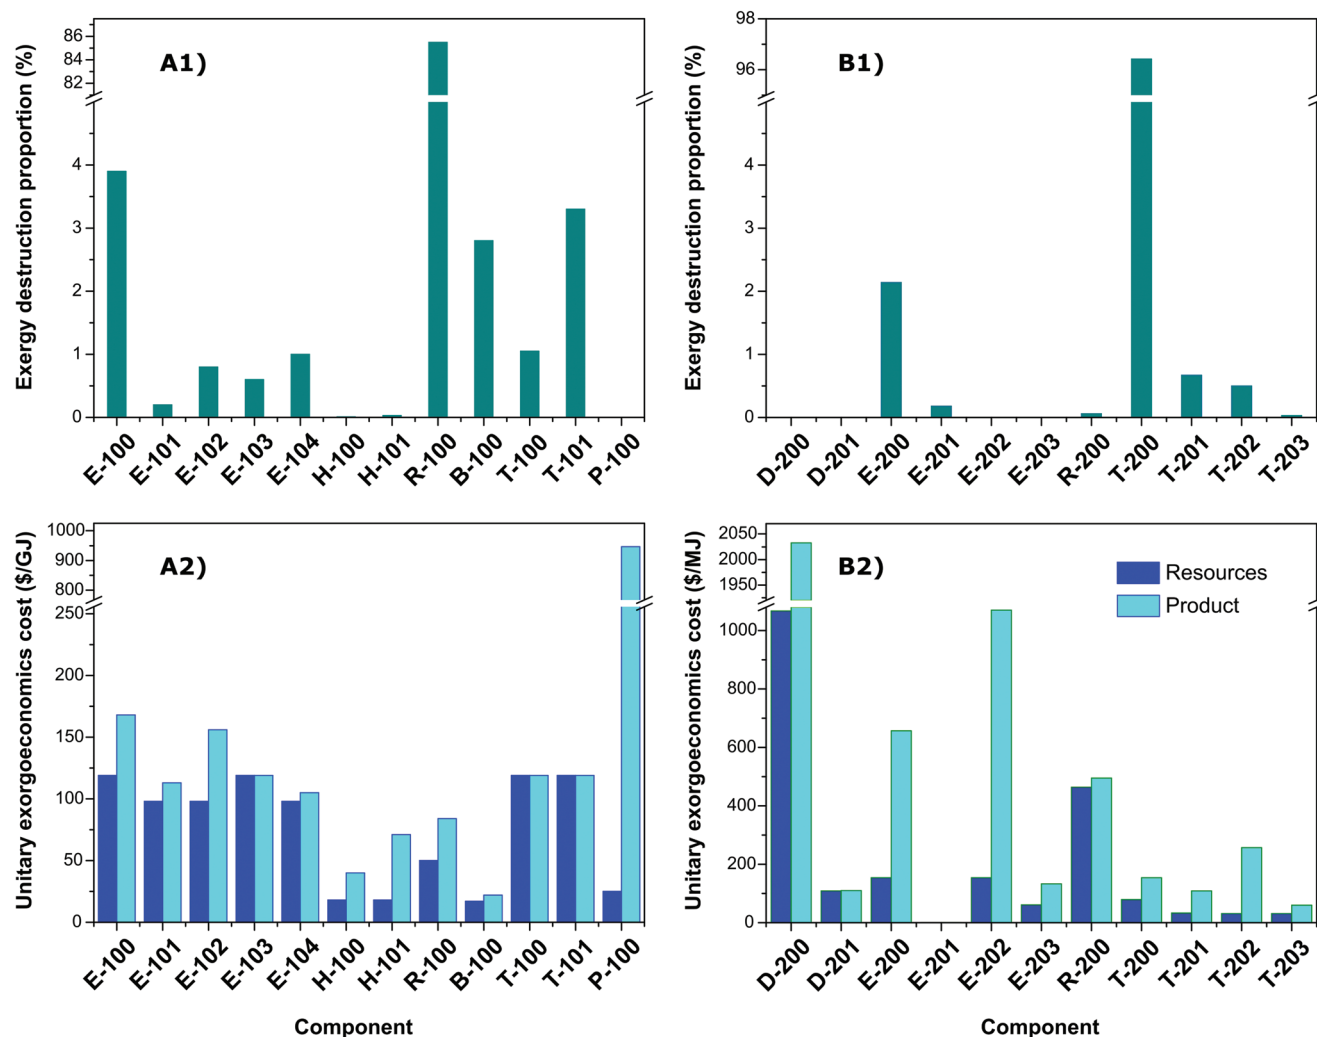 A1)
Exergy destruction proportion (%)
86
84
82
4
3
2
1
0
E-100
E-101
E-102
E-103
E-104
H-100
H-101
R-100
B-100
T-100
T-101
P-100
B1)
Exergy destruction proportion (%)
98
96
4
3
2
1
0
D-200
D-201
E-200
E-201
E-202
E-203
R-200
T-200
T-201
T-202
T-203
A2)
Unitary exorgoeconomics cost ($/GJ)
1000
950
900
850
800
250
200
150
100
50
0
E-100
E-101
E-102
E-103
E-104
H-100
H-101
R-100
B-100
T-100
T-101
P-100
Component
B2)
Unitary exorgoeconomics cost ($/MJ)
2050
2000
1950
1000
800
600
400
200
0
Resources
Product
D-200
D-201
E-200
E-201
E-202
E-203
R-200
T-200
T-201
T-202
T-203
Component